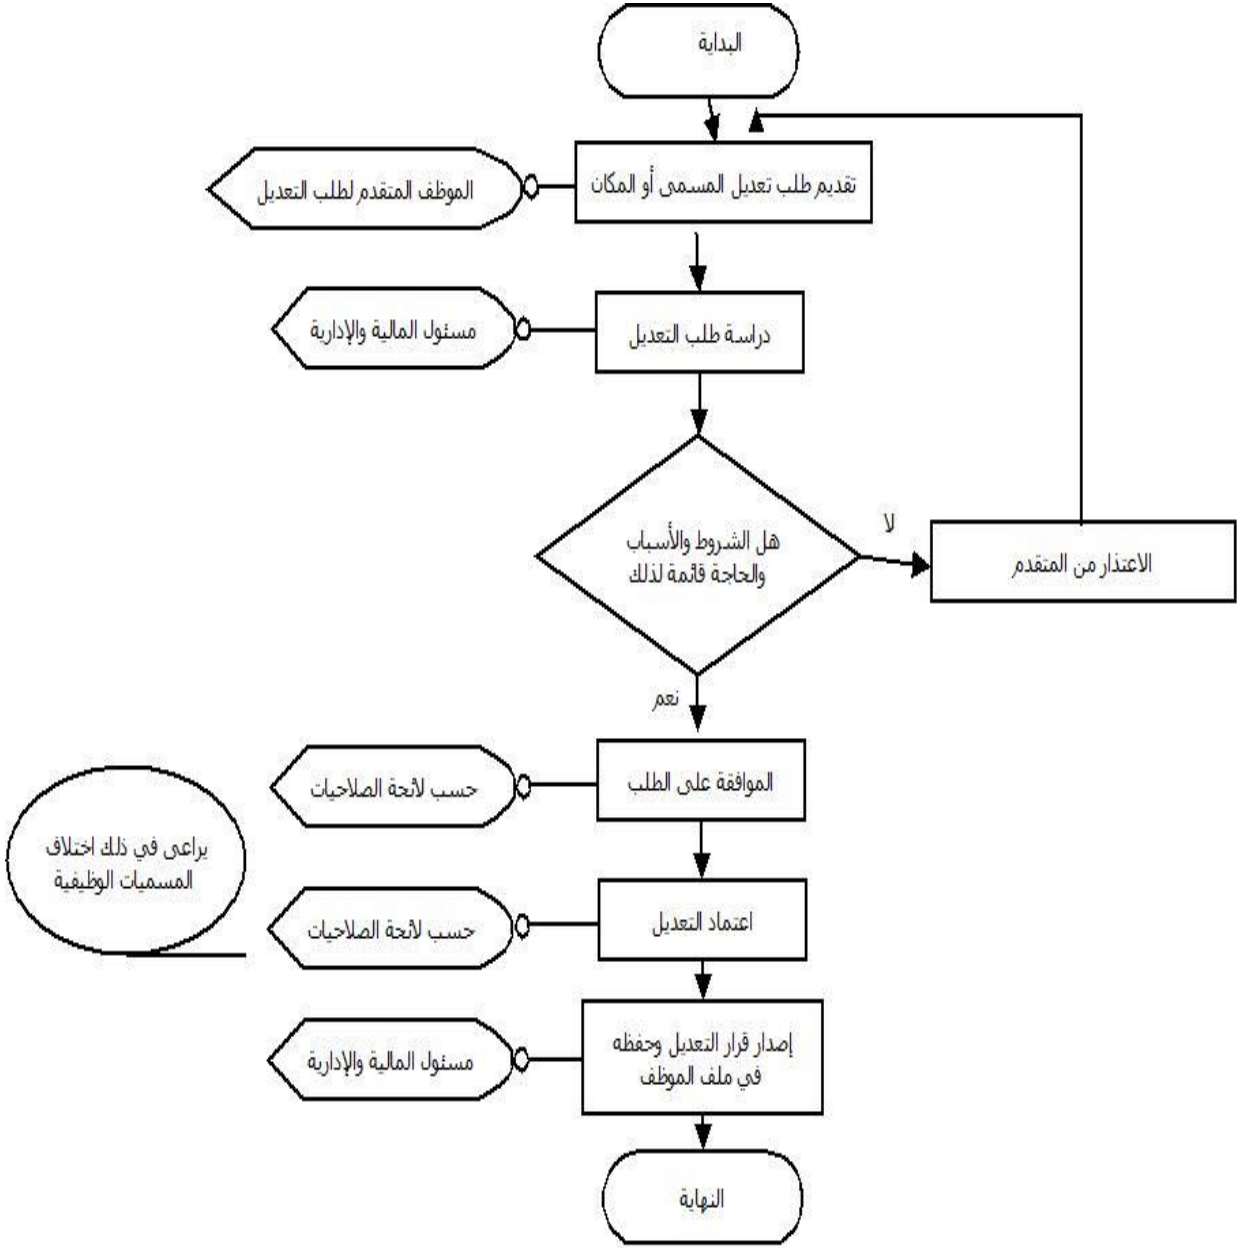 البداية
تقديم طلب تعديل المسمى أو المكان
الموظف المتقدم لطلب التعديل
دراسة طلب التعديل
مسئول المالية والإدارية
هل الشروط والأسباب
والحاجة قائمة لذلك
لا
الاعتذار من المتقدم
نعم
الموافقة على الطلب
حسب لائحة الصلاحيات
يراعى في ذلك اختلاف
المسميات الوظيفية
اعتماد التعديل
حسب لائحة الصلاحيات
إصدار قرار التعديل وحفظه
في ملف الموظف
مسئول المالية والإدارية
النهاية